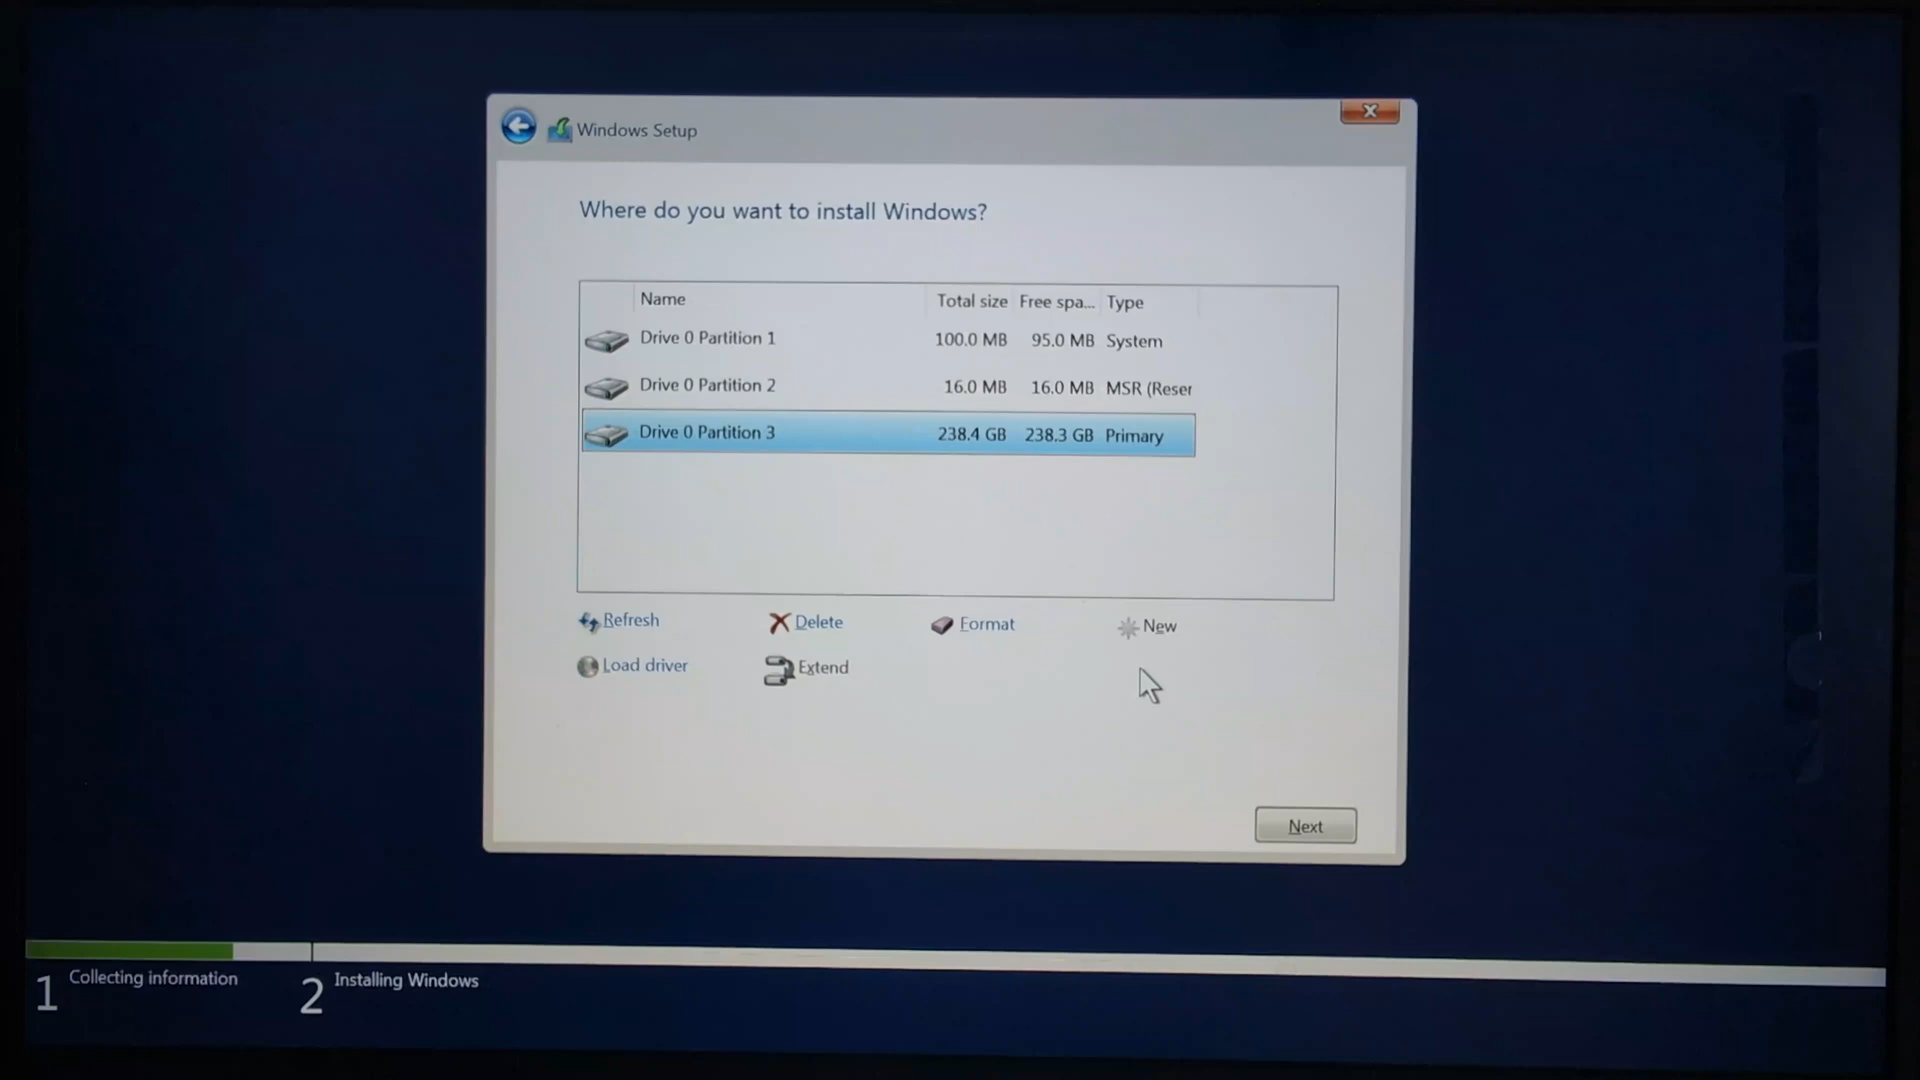 Windows Setup
Where do you want to install Windows?
Name Total size Free spa... Type
Drive 0 Partition 1 100.0 MB 95.0 MB System
Drive 0 Partition 2 16.0 MB 16.0 MB MSR (Reser
Drive 0 Partition 3 238.4 GB 238.3 GB Primary
Refresh Delete Format New
Load driver Extend
Next
1 Collecting information 2 Installing Windows